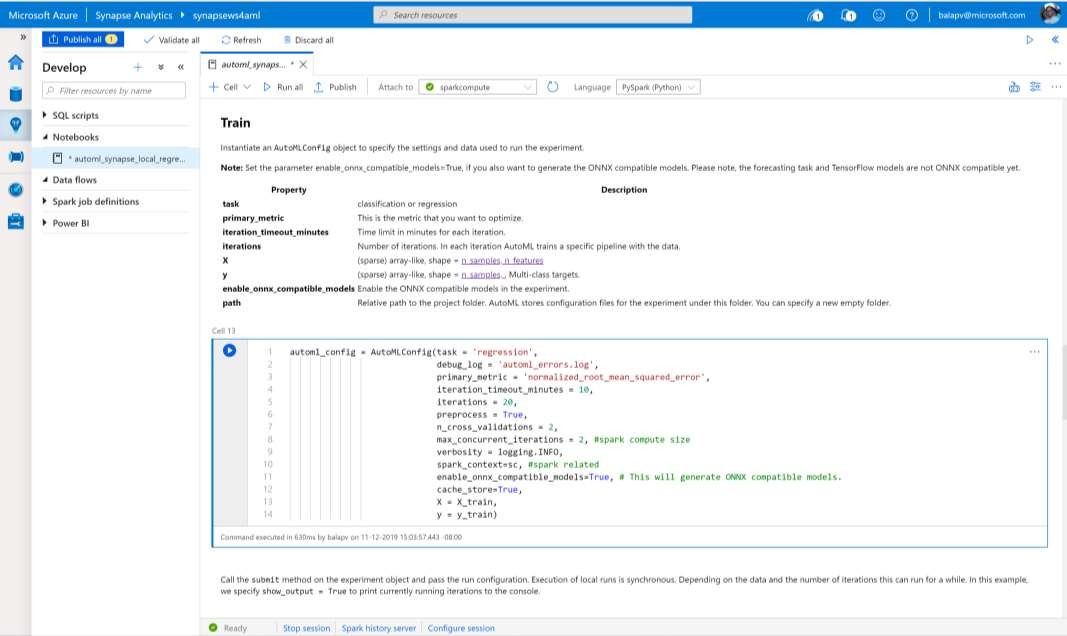 Microsoft Azure | Synapse Analytics ▸ synapsews4aml
Search resources
1
1
balapv@microsoft.com
Publish all 1
Validate all
Refresh
Discard all
Develop
Filter resources by name
SQL scripts
Notebooks
* automl_synapse_local_regre...
Data flows
Spark job definitions
Power BI
automl_synaps... *
Cell
Run all
Publish
Attach to
sparkcompute
Language
PySpark (Python)
Train
Instantiate an AutoMLConfig object to specify the settings and data used to run the experiment.
Note: Set the parameter enable_onnx_compatible_models=True, if you also want to generate the ONNX compatible models. Please note, the forecasting task and TensorFlow models are not ONNX compatible yet.
Property Description
task classification or regression
primary_metric This is the metric that you want to optimize.
iteration_timeout_minutes Time limit in minutes for each iteration.
iterations Number of iterations. In each iteration AutoML trains a specific pipeline with the data.
X (sparse) array-like, shape = n_samples, n_features
y (sparse) array-like, shape = n_samples, , Multi-class targets.
enable_onnx_compatible_models Enable the ONNX compatible models in the experiment.
path Relative path to the project folder. AutoML stores configuration files for the experiment under this folder. You can specify a new empty folder.
Cell 13
1 automl_config = AutoMLConfig(task = 'regression',
2 debug_log = 'automl_errors.log',
3 primary_metric = 'normalized_root_mean_squared_error',
4 iteration_timeout_minutes = 10,
5 iterations = 20,
6 preprocess = True,
7 n_cross_validations = 2,
8 max_concurrent_iterations = 2, #spark compute size
9 verbosity = logging.INFO,
10 spark_context=sc, #spark related
11 enable_onnx_compatible_models=True, # This will generate ONNX compatible models.
12 cache_store=True,
13 X = X_train,
14 y = y_train)
Command executed in 630ms by balapv on 11-12-2019 15:03:57.443 -08:00
Call the submit method on the experiment object and pass the run configuration. Execution of local runs is synchronous. Depending on the data and the number of iterations this can run for a while. In this example,
we specify show_output = True to print currently running iterations to the console.
Ready
Stop session
Spark history server
Configure session